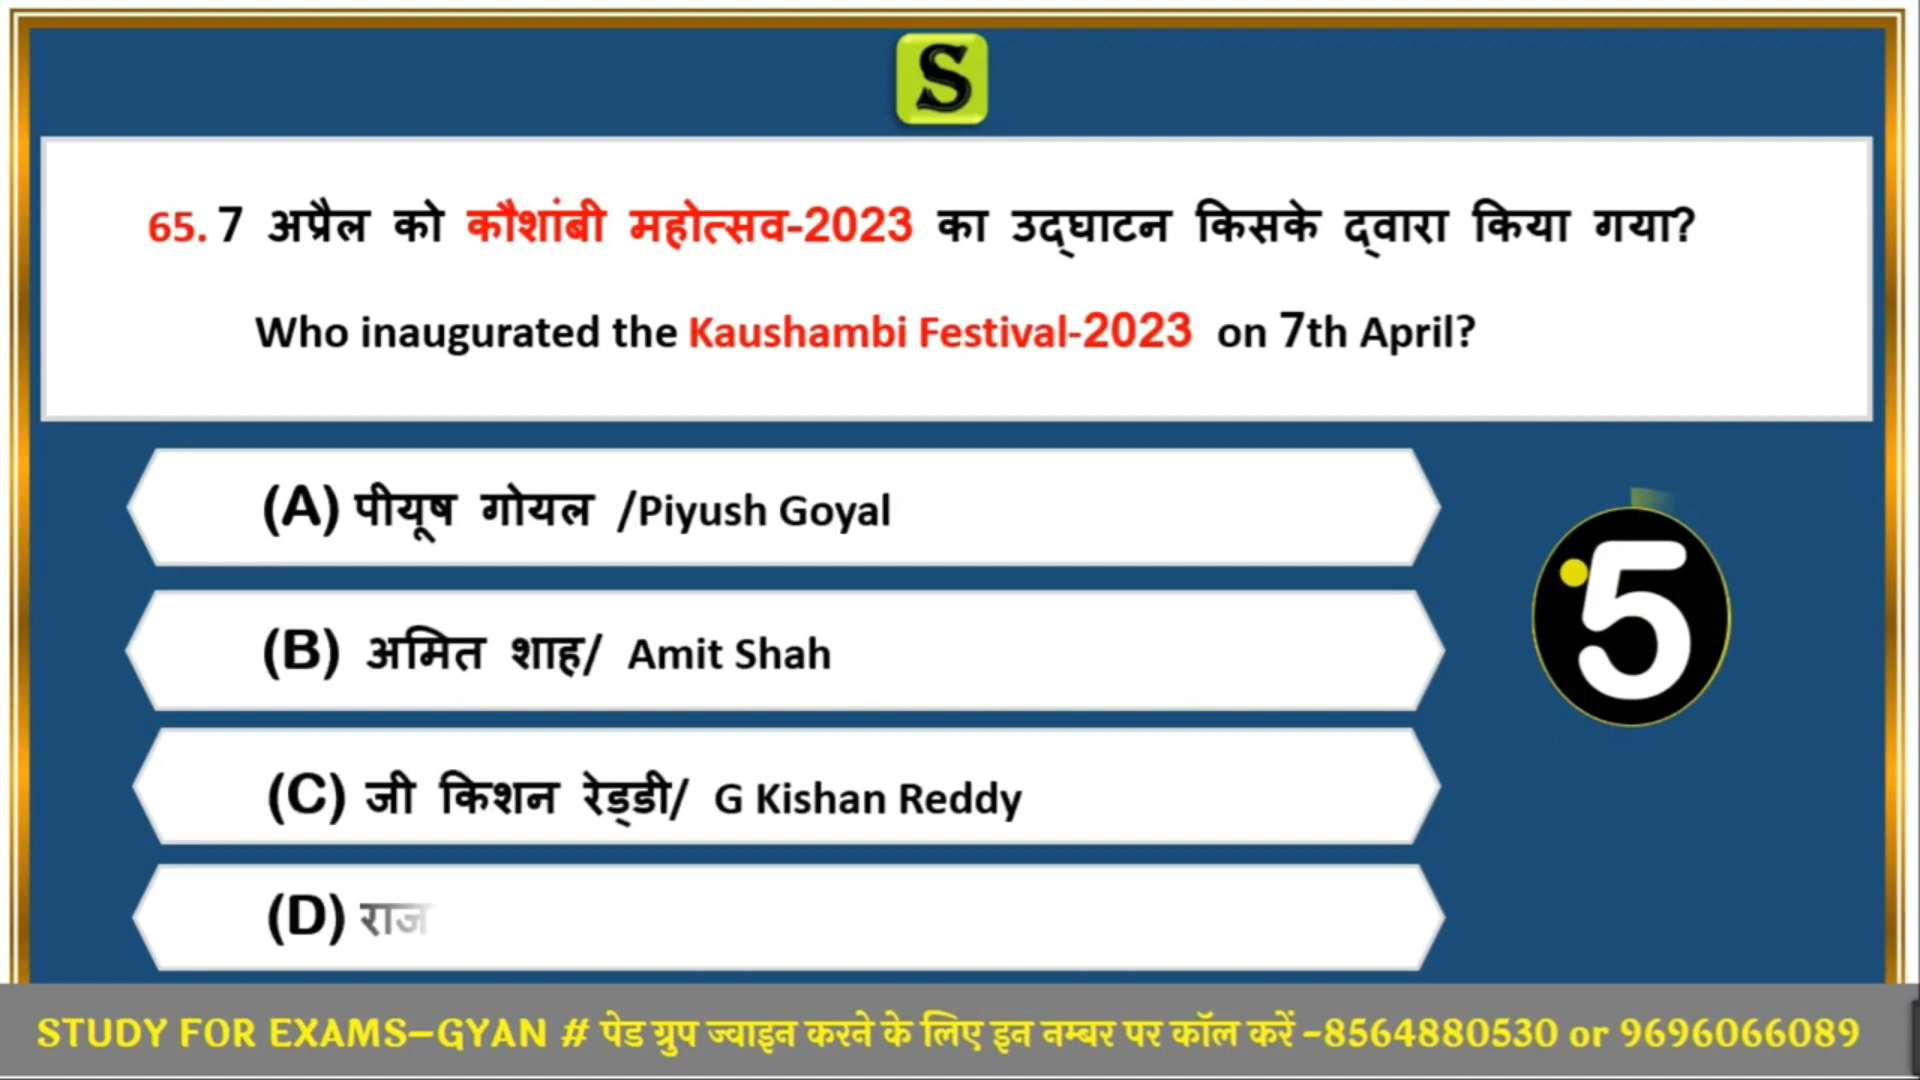 S
65. 7 अप्रैल को कौशांबी महोत्सव-2023 का उद्घाटन किसके द्वारा किया गया?
Who inaugurated the Kaushambi Festival-2023 on 7th April?
(A) पीयूष गोयल /Piyush Goyal
(B) अमित शाह/ Amit Shah
5
(C) जी किशन रेड्डी/ G Kishan Reddy
(D) राज
STUDY FOR EXAMS–GYAN # पेड ग्रुप ज्वाइन करने के लिए इन नम्बर पर कॉल करें -8564880530 or 9696066089